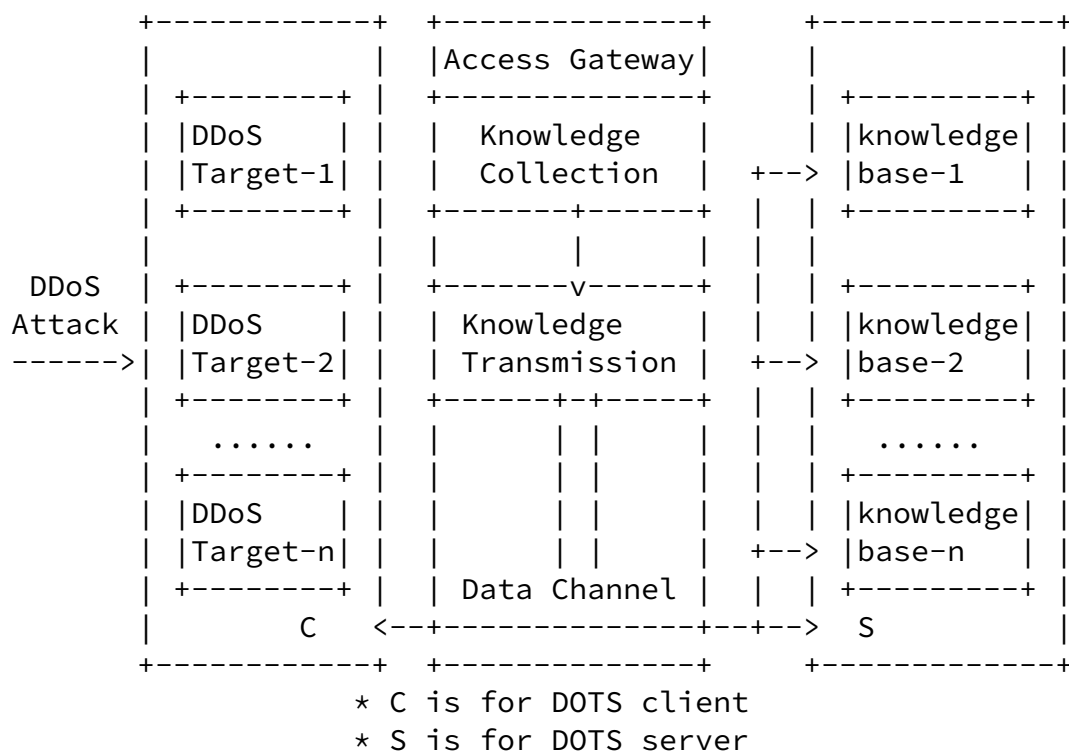 Access Gateway
DDoS Knowledge knowledge
Target-1 Collection base-1
DDoS
Attack DDoS Knowledge knowledge
Target-2 Transmission base-2
...... ......
DDoS knowledge
Target-n base-n
Data Channel
C S
* C is for DOTS client
* S is for DOTS server